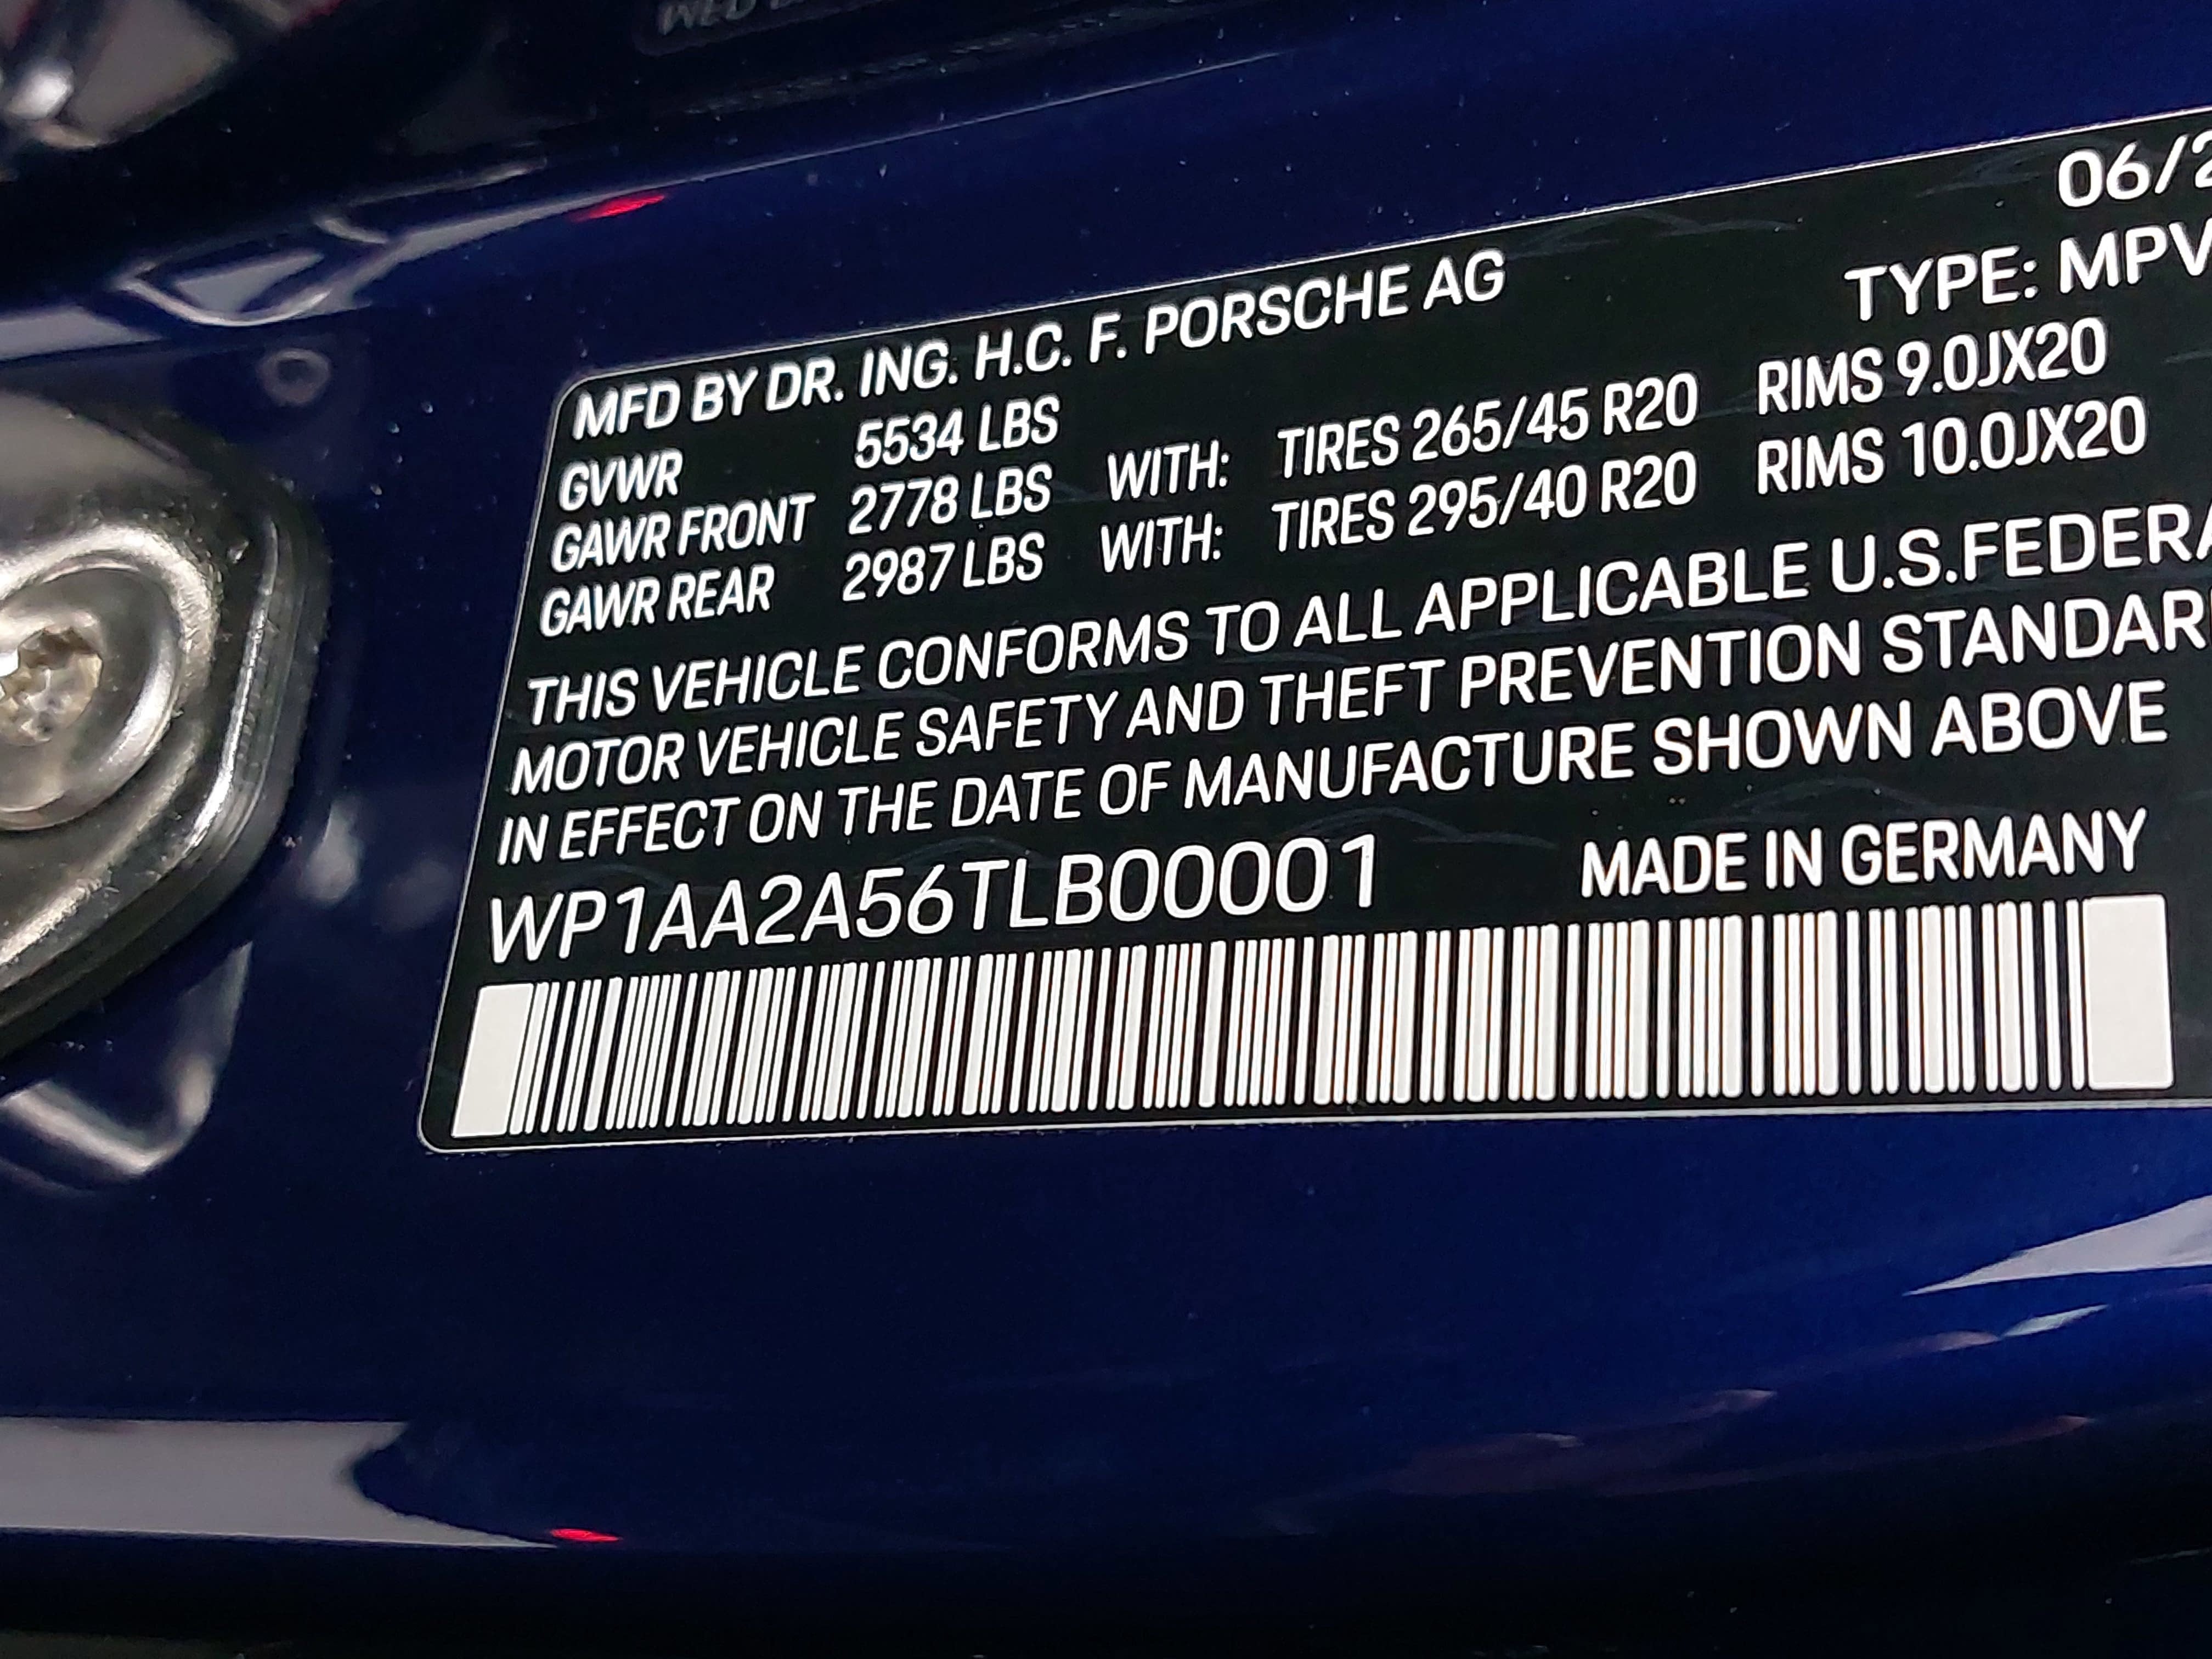 06/2
MFD BY DR. ING. H.C. F. PORSCHE AG TYPE: MPV
GVWR 5534 LBS
GAWR FRONT 2778 LBS WITH: TIRES 265/45 R20 RIMS 9.0JX20
GAWR REAR 2987 LBS WITH: TIRES 295/40 R20 RIMS 10.0JX20
THIS VEHICLE CONFORMS TO ALL APPLICABLE U.S.FEDERA
MOTOR VEHICLE SAFETY AND THEFT PREVENTION STANDAR
IN EFFECT ON THE DATE OF MANUFACTURE SHOWN ABOVE
WP1AA2A56TLB00001 MADE IN GERMANY